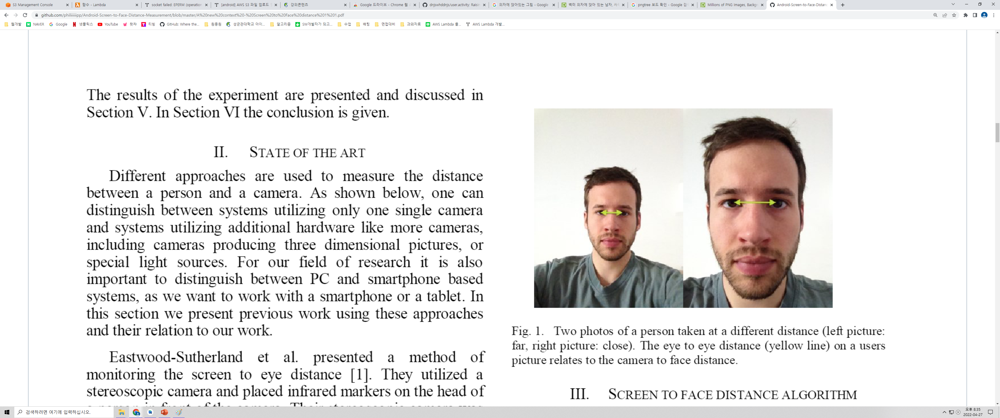 S3 Management Console
함수 - Lambda
socket failed: EPERM (operation
[android] AWS S3 파일 업로드
강의콘텐츠
Google 드라이브 - Chrome 웹
dnjswhddnjs/user.activity: Raisin
의자에 앉아있는 그림 - Google
벡터 의자에 앉아 있는 남자, 사무
pngtree 보드 확인 - Google 검
Millions of PNG Images, Backgr
Android-Screen-to-Face-Distanc
github.com/philiiiiiipp/Android-Screen-to-Face-Distance-Measurement/blob/master/A%20new%20context%20-%20Screen%20to%20Face%20distance%201%201.pdf
웹개발
NAVER
Google
넷플릭스
YouTube
왓챠
티빙
GitHub: Where the...
원종원
성균관대학교 아이...
알고리즘
SW개발자가 되고...
수업
배팅
면접대비
과외자료
AWS Lambda 를...
AWS Lambda 개발...
The results of the experiment are presented and discussed in
Section V. In Section VI the conclusion is given.
II. STATE OF THE ART
Different approaches are used to measure the distance
between a person and a camera. As shown below, one can
distinguish between systems utilizing only one single camera
and systems utilizing additional hardware like more cameras,
including cameras producing three dimensional pictures, or
special light sources. For our field of research it is also
important to distinguish between PC and smartphone based
systems, as we want to work with a smartphone or a tablet. In
this section we present previous work using these approaches
and their relation to our work.
Eastwood-Sutherland et al. presented a method of
monitoring the screen to eye distance [1]. They utilized a
stereoscopic camera and placed infrared markers on the head of
a person in front of the camera. Their stereoscopic camera was
Fig. 1. Two photos of a person taken at a different distance (left picture:
far, right picture: close). The eye to eye distance (yellow line) on a users
picture relates to the camera to face distance.
III. SCREEN TO FACE DISTANCE ALGORITHM
검색하려면 여기에 입력하십시오.
오후 8:35
2022-04-27